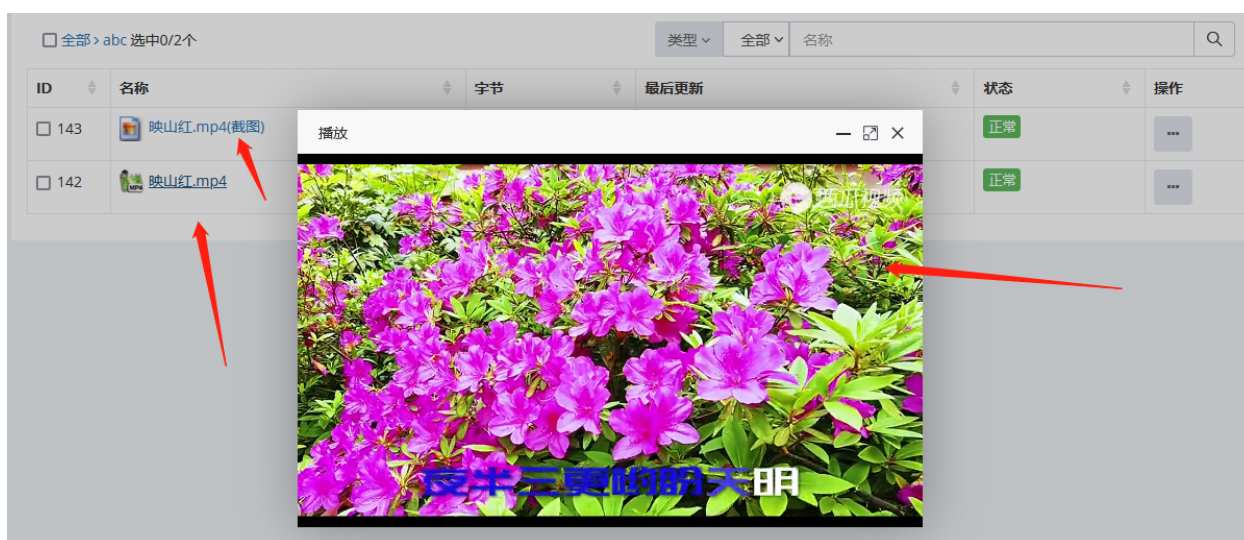 全部 > abc 选中0/2个 类型 全部 名称
ID 名称 字节 最后更新 状态 操作
143 映山红.mp4(截图) 正常 ...
播放
142 MP4 映山红.mp4 正常 ...
西瓜视频
夜半三更哟盼天明